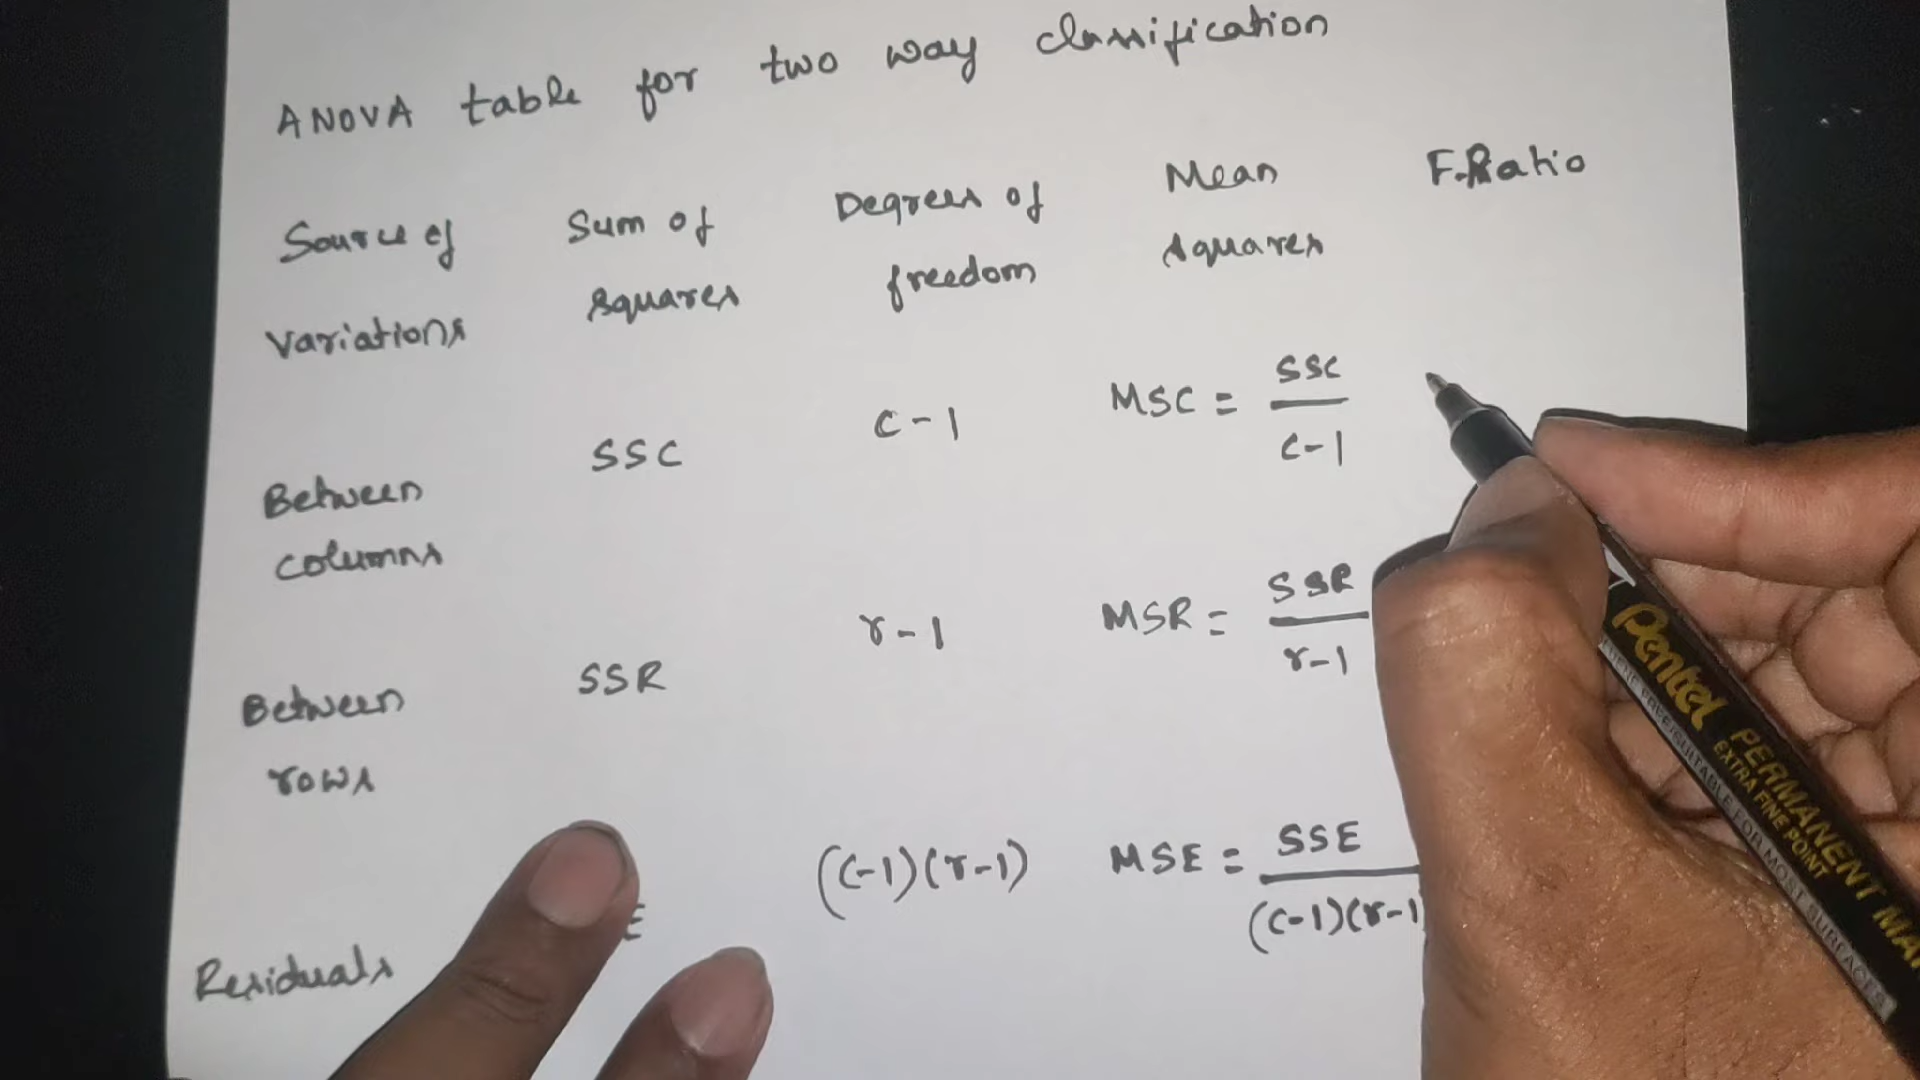 ANOVA table for two way classification
Source of Sum of Degrees of Mean F-Ratio
Variations squares freedom squares
Between columns SSC c-1 MSC = SSC / c-1
Between rows SSR r-1 MSR = SSR / r-1
Residuals E (c-1)(r-1) MSE = SSE / (c-1)(r-1
Pentel PERMANENT MA
EXTRA FINE POINT